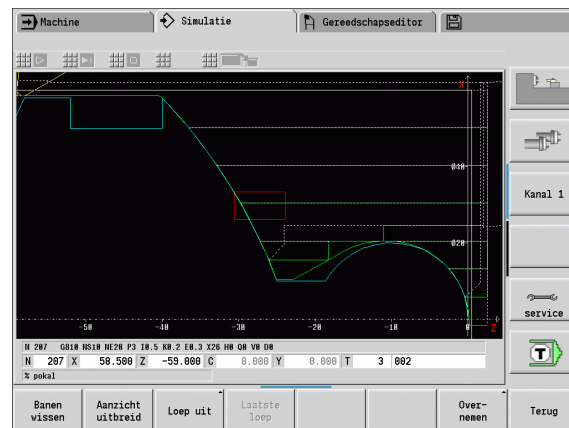 Machine
Simulatie
Gereedschapseditor
X
Ø40
Ø20
-50 -40 -30 -20 -10 0 Z
Kanal 1
service
T
N 207 G810 NS10 NE20 P3 I0.5 K0.2 E0.3 X26 H0 Q0 V0 D0
N 207 X 58.500 Z -59.000 C 0.000 Y 0.000 T 3 002
% pokal
Banen wissen
Aanzicht uitbreid
Loep uit
Laatste loep
Over-nemen
Terug